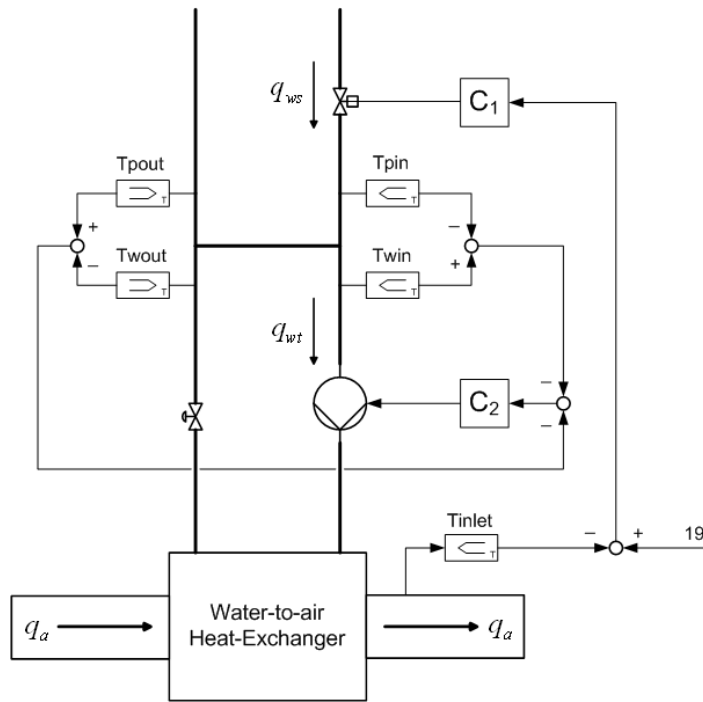 q_ws
C₁
Tpout
Tpin
T
T
+
−
−
+
Twout
Twin
T
T
q_wt
−
C₂
−
Tinlet
−
+
19
T
q_a
Water-to-air
Heat-Exchanger
q_a